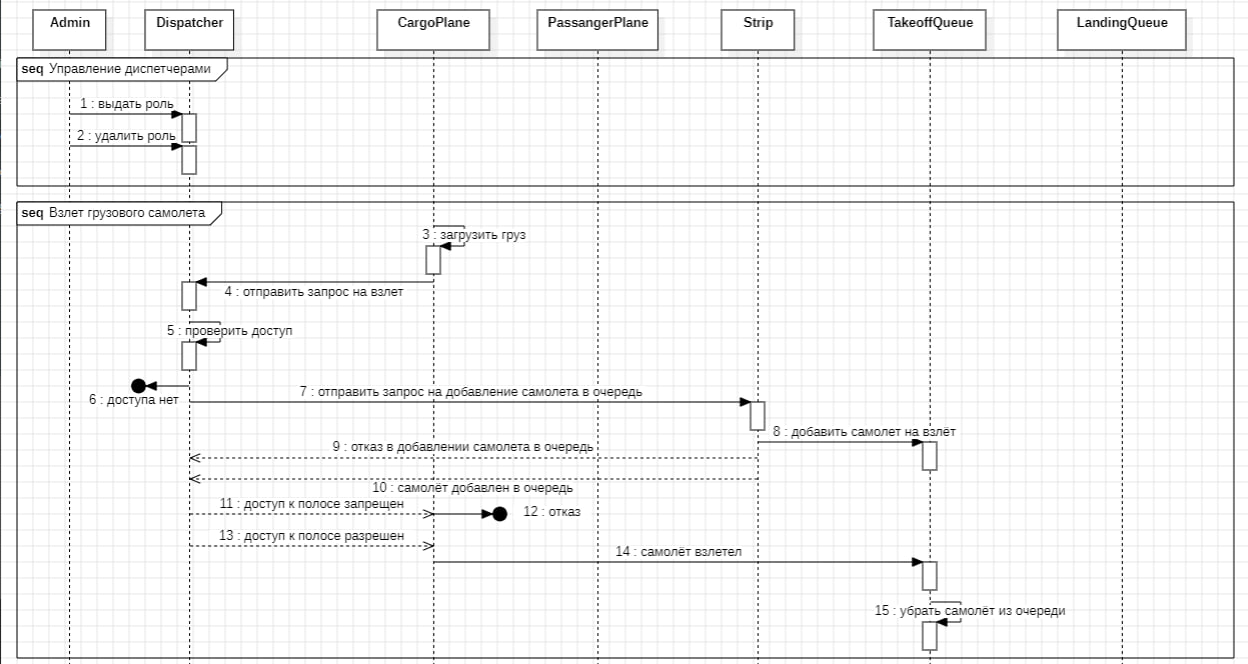 Admin
Dispatcher
CargoPlane
PassangerPlane
Strip
TakeoffQueue
LandingQueue
seq Управление диспетчерами
1 : выдать роль
2 : удалить роль
seq Взлет грузового самолета
3 : загрузить груз
4 : отправить запрос на взлет
5 : проверить доступ
6 : доступа нет
7 : отправить запрос на добавление самолета в очередь
8 : добавить самолет на взлёт
9 : отказ в добавлении самолета в очередь
10 : самолёт добавлен в очередь
11 : доступ к полосе запрещен
12 : отказ
13 : доступ к полосе разрешен
14 : самолёт взлетел
15 : убрать самолёт из очереди